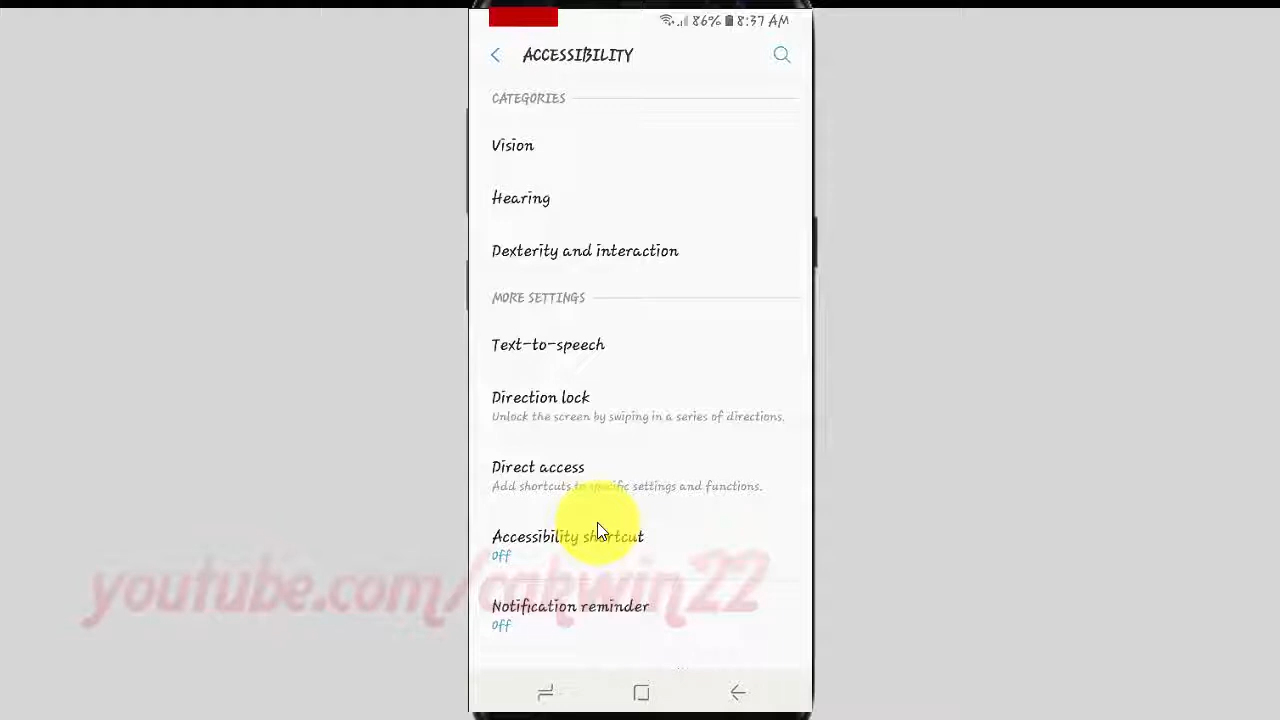 86% 8:37 AM
ACCESSIBILITY
CATEGORIES
Vision
Hearing
Dexterity and interaction
MORE SETTINGS
Text-to-speech
Direction lock
Unlock the screen by swiping in a series of directions.
Direct access
Add shortcuts to specific settings and functions.
Accessibility shortcut
Off
youtube.com/cakwin22
Notification reminder
Off